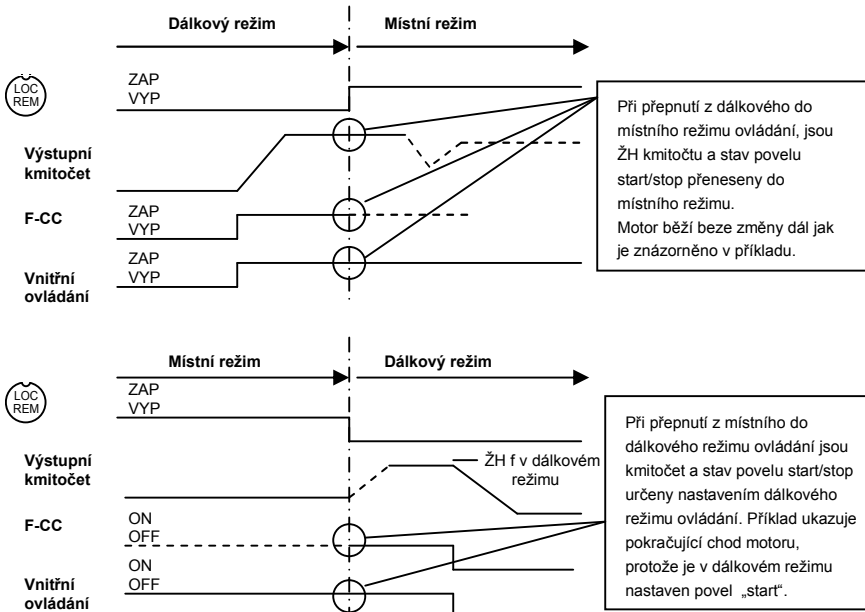 Dálkový režim
Místní režim
LOC
REM
ZAP
VYP
Výstupní
kmitočet
F-CC
ZAP
VYP
Vnitřní
ovládání
ZAP
VYP
Při přepnutí z dálkového do
místního režimu ovládání, jsou
ŽH kmitočtu a stav povelu
start/stop přeneseny do
místního režimu.
Motor běží beze změny dál jak
je znázorněno v příkladu.
Místní režim
Dálkový režim
LOC
REM
ZAP
VYP
Výstupní
kmitočet
ŽH f v dálkovém
režimu
F-CC
ON
OFF
Vnitřní
ovládání
ON
OFF
Při přepnutí z místního do
dálkového režimu ovládání jsou
kmitočet a stav povelu start/stop
určeny nastavením dálkového
režimu ovládání. Příklad ukazuje
pokračující chod motoru,
protože je v dálkovém režimu
nastaven povel „start“.